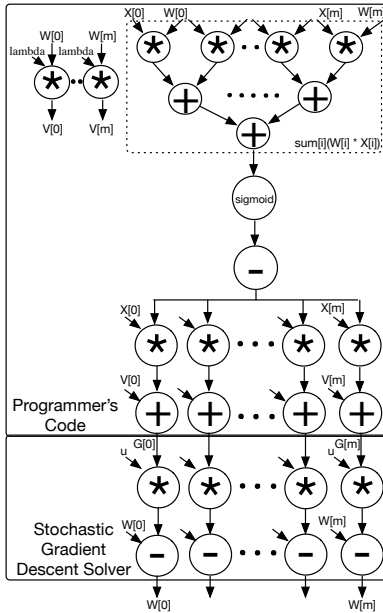 X[0] W[0] X[m] W[m]
W[0] W[m]
lambda lambda
* * * * * *
V[0] V[m]
+ +
+
sum[i](W[i] * X[i])
sigmoid
-
X[0] X[m]
* * * *
V[0] V[m]
+ + + +
Programmer's
Code
G[0] G[m]
u u
* * * *
Stochastic
Gradient
Descent Solver
W[0] W[m]
- - - -
W[0] W[m]